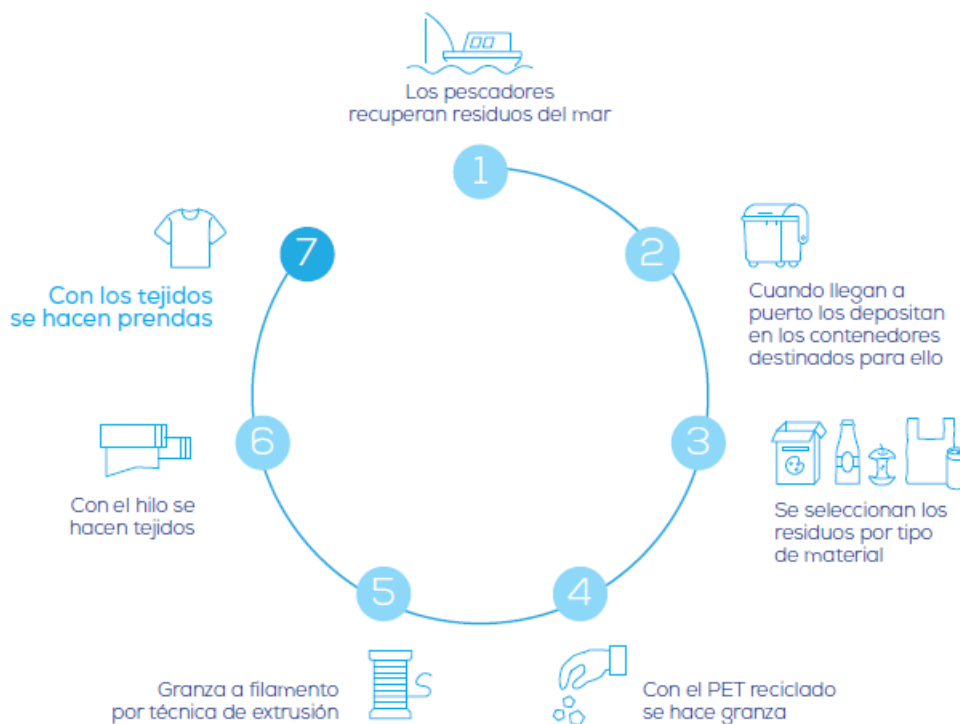 Los pescadores
recuperan residuos del mar
1
2
Cuando llegan a
puerto los depositan
en los contenedores
destinados para ello
3
Se seleccionan los
residuos por tipo
de material
4
Con el PET reciclado
se hace granza
5
Granza a filamento
por técnica de extrusión
6
Con el hilo se
hacen tejidos
7
Con los tejidos
se hacen prendas